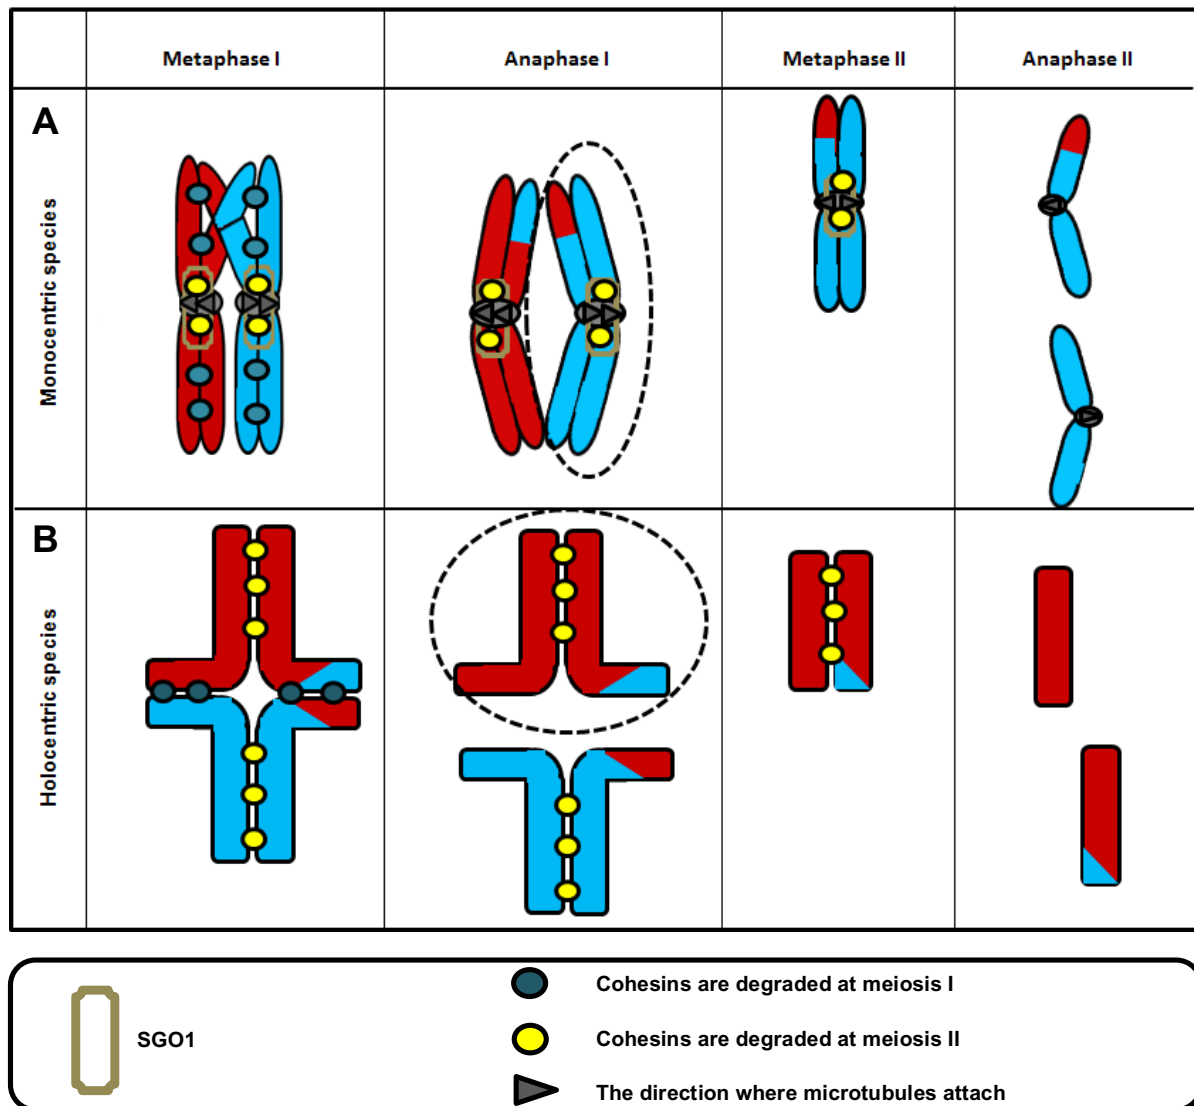 Metaphase I
Anaphase I
Metaphase II
Anaphase II
A
Monocentric species
B
Holocentric species
SGO1
Cohesins are degraded at meiosis I
Cohesins are degraded at meiosis II
The direction where microtubules attach